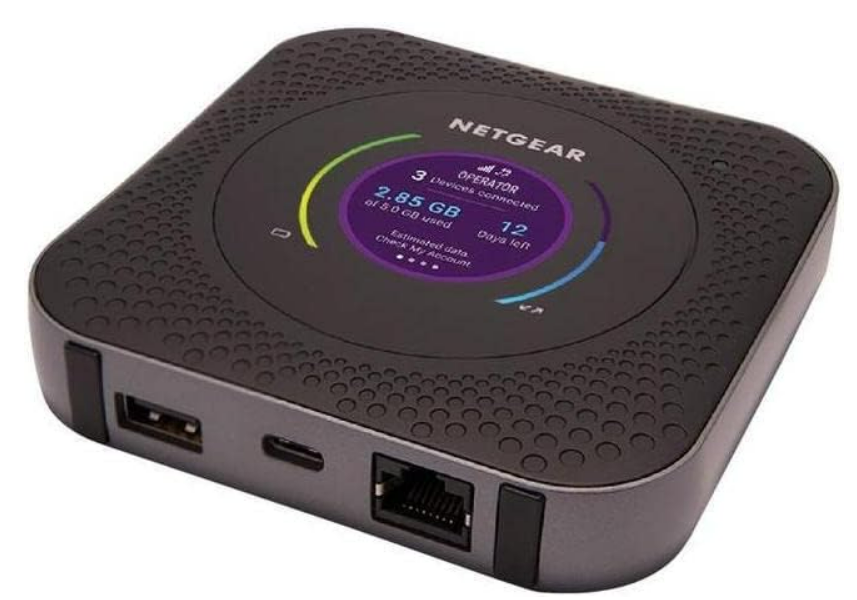 NETGEAR
OPERATOR
3 Devices connected
2.85 GB
of 5.0 GB used
12
Days left
Estimated data.
Check My Account